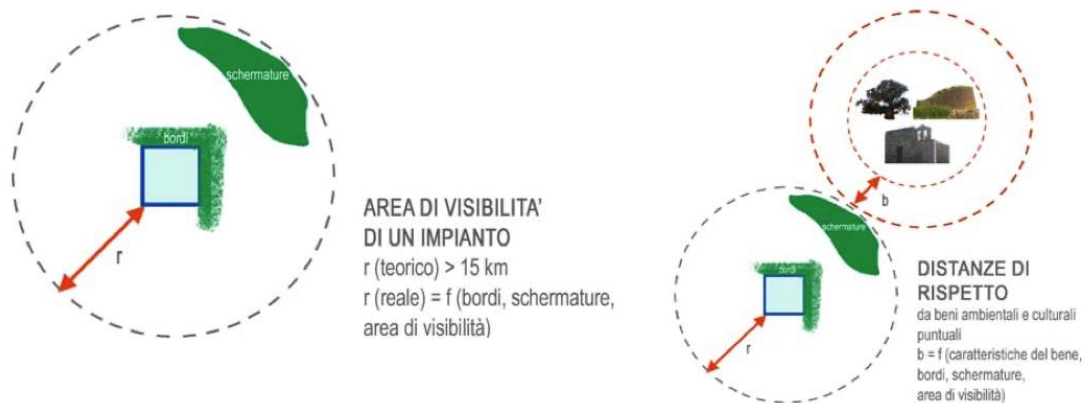 schermature
bordi
r
AREA DI VISIBILITA'
DI UN IMPIANTO
r (teorico) > 15 km
r (reale) = f (bordi, schermature,
area di visibilità)
b
schermature
bordi
r
DISTANZE DI
RISPETTO
da beni ambientali e culturali
puntuali
b = f (caratteristiche del bene,
bordi, schermature,
area di visibilità)